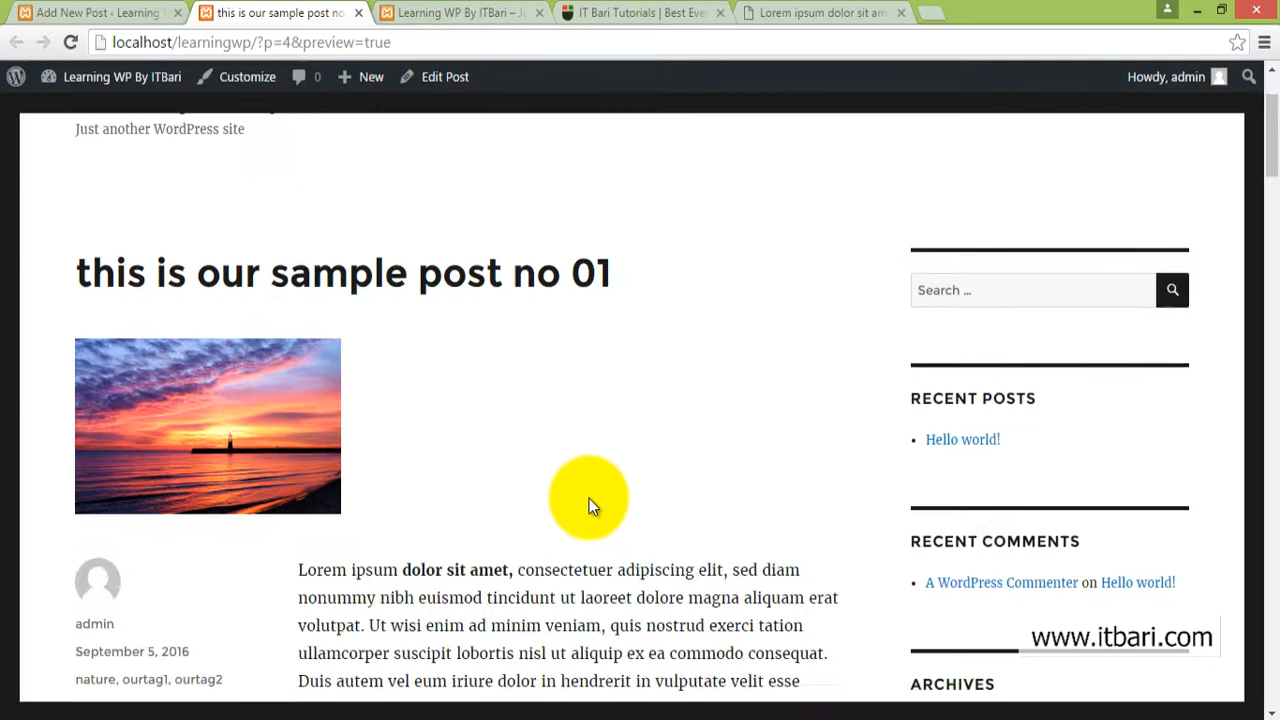 Add New Post ‹ Learning
this is our sample post no
Learning WP By ITBari – J
IT Bari Tutorials | Best Eve
Lorem ipsum dolor sit am
localhost/learningwp/?p=4&preview=true
Learning WP By ITBari
Customize
0
New
Edit Post
Howdy, admin
Just another WordPress site
this is our sample post no 01
Search ...
RECENT POSTS
Hello world!
RECENT COMMENTS
A WordPress Commenter on Hello world!
ARCHIVES
admin
September 5, 2016
nature, ourtag1, ourtag2
Lorem ipsum dolor sit amet, consectetuer adipiscing elit, sed diam
nonummy nibh euismod tincidunt ut laoreet dolore magna aliquam erat
volutpat. Ut wisi enim ad minim veniam, quis nostrud exerci tation
ullamcorper suscipit lobortis nisl ut aliquip ex ea commodo consequat.
Duis autem vel eum iriure dolor in hendrerit in vulputate velit esse
www.itbari.com